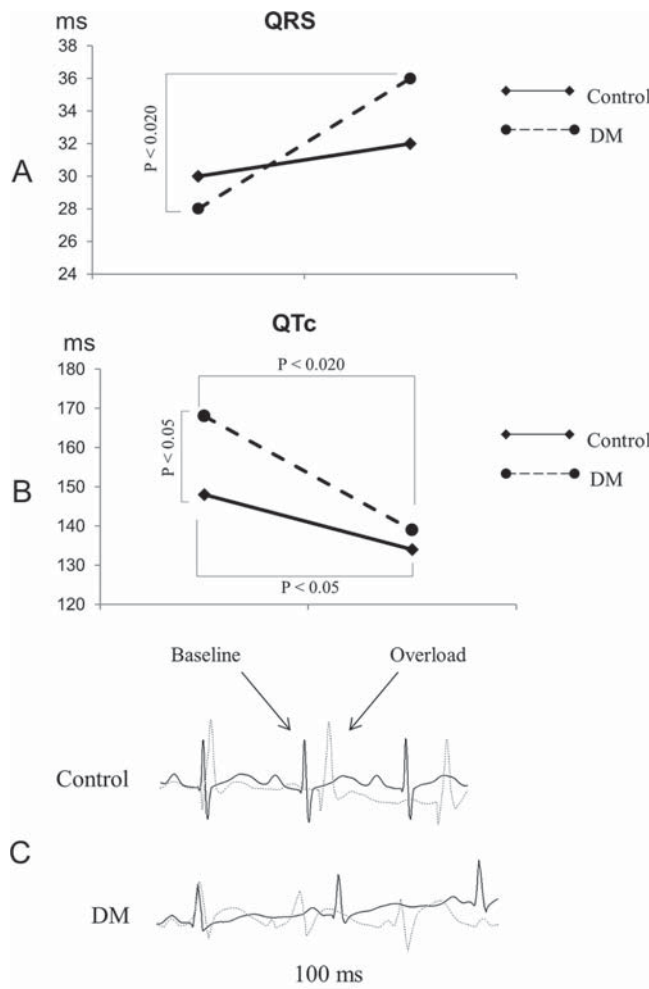 QRS
ms
36
34
32
30
28
26
24
P < 0.020
Control
DM
A
QTc
ms
180
170
160
150
140
130
120
P < 0.020
P < 0.05
P < 0.05
Control
DM
B
Baseline
Overload
Control
C
DM
100 ms